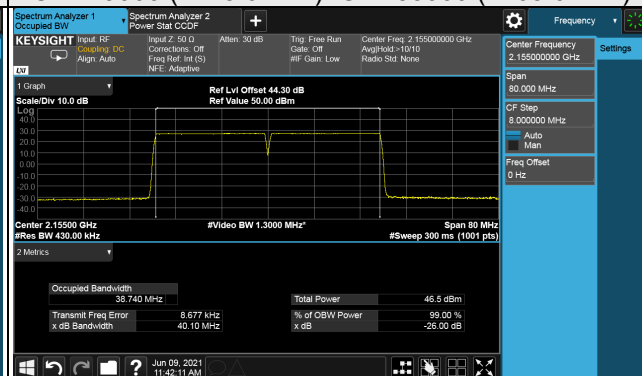 Spectrum Analyzer 1
Occupied BW
Spectrum Analyzer 2
Power Stat CCDF
Frequency
KEYSIGHT
Input: RF
Coupling: DC
Align: Auto
Input Z: 50 Ω
Corrections: Off
Freq Ref: Int (S)
NFE: Adaptive
Atten: 30 dB
Trig: Free Run
Gate: Off
#IF Gain: Low
Center Freq: 2.155000000 GHz
Avg|Hold:>10/10
Radio Std: None
LXI
Center Frequency
2.155000000 GHz
Settings
Span
80.000 MHz
CF Step
8.000000 MHz
Auto
Man
Freq Offset
0 Hz
1 Graph
Scale/Div 10.0 dB
Ref Lvl Offset 44.30 dB
Ref Value 50.00 dBm
Log
40.0
30.0
20.0
10.0
0.00
-10.0
-20.0
-30.0
-40.0
Center 2.15500 GHz
#Res BW 430.00 kHz
#Video BW 1.3000 MHz*
Span 80 MHz
#Sweep 300 ms (1001 pts)
2 Metrics
Occupied Bandwidth
38.740 MHz
Transmit Freq Error
8.677 kHz
x dB Bandwidth
40.10 MHz
Total Power
46.5 dBm
% of OBW Power
99.00 %
x dB
-26.00 dB
Jun 09, 2021
11:42:11 AM